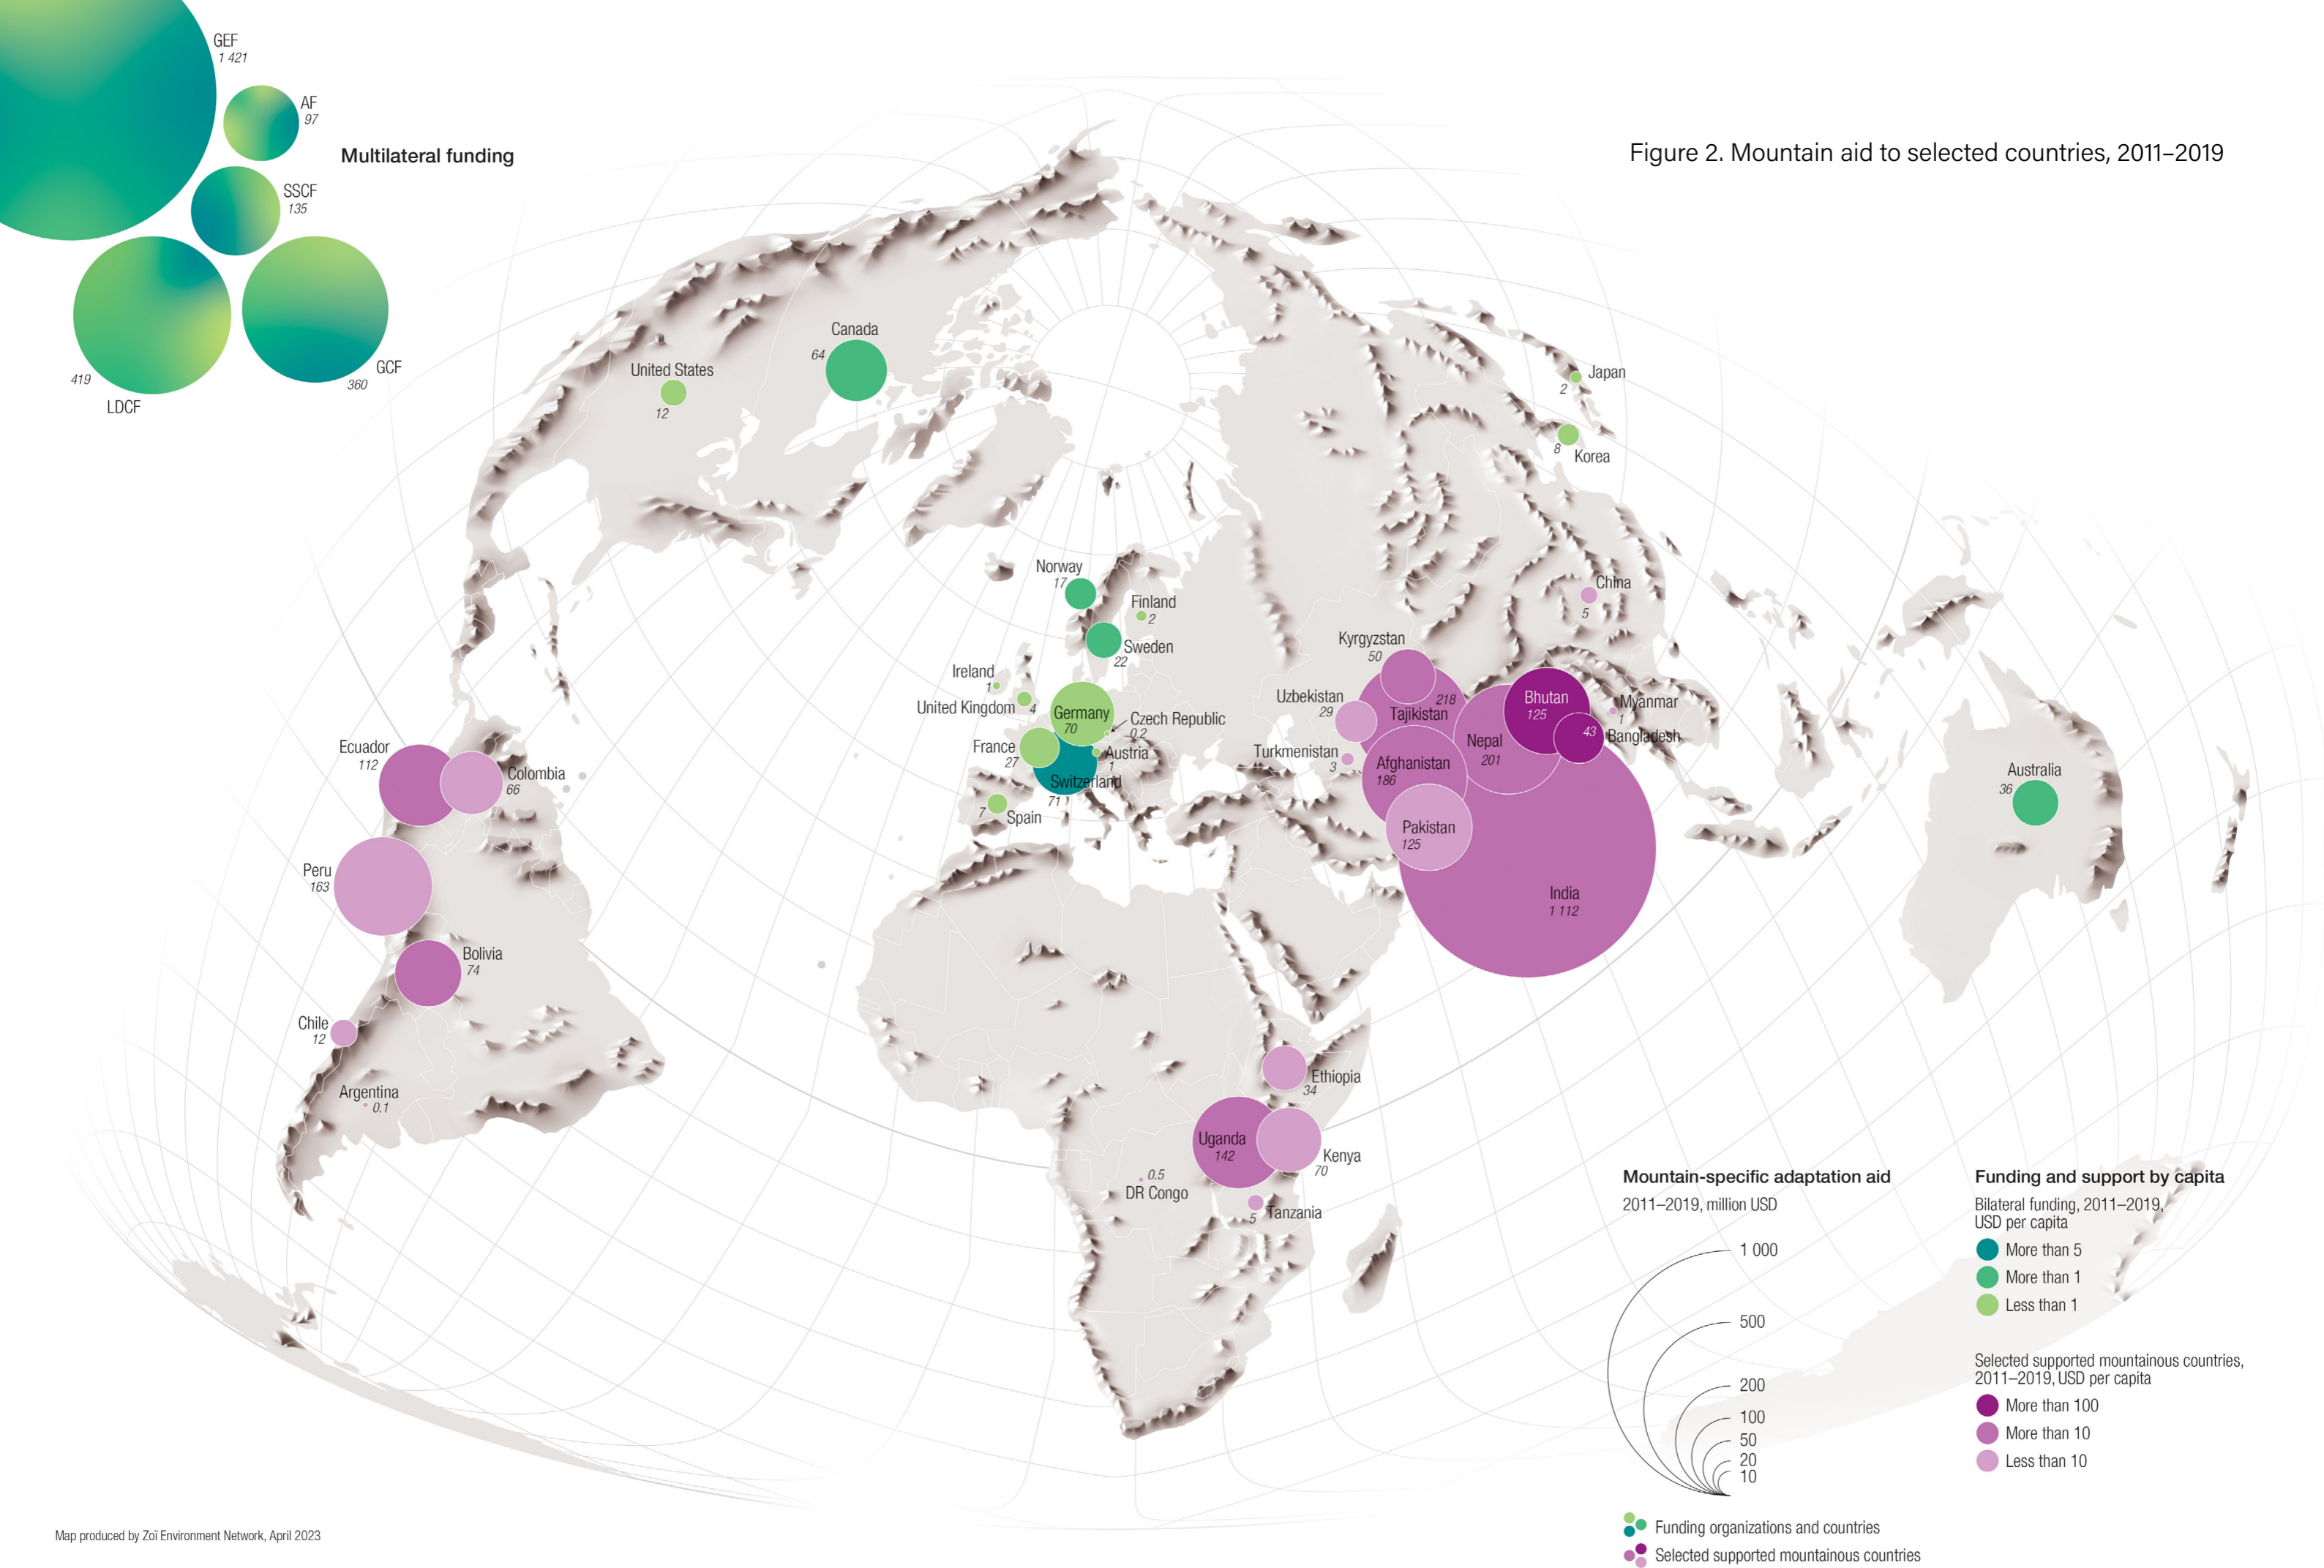 GEF
1 421
AF
97
Multilateral funding
Figure 2. Mountain aid to selected countries, 2011–2019
SSCF
135
GCF
360
419
LDCF
Canada
64
United States
12
Japan
2
8
Korea
Norway
17
Finland
2
Sweden
22
China
5
Ireland
1
United Kingdom
4
Germany
70
Czech Republic
0.2
France
27
Austria
1
Switzerland
71
7
Spain
Kyrgyzstan
50
Uzbekistan
29
218
Tajikistan
Turkmenistan
3
Afghanistan
186
Nepal
201
Bhutan
125
Myanmar
1
43
Bangladesh
Pakistan
125
India
1 112
Australia
36
Ecuador
112
Colombia
66
Peru
163
Bolivia
74
Chile
12
Argentina
0.1
Ethiopia
34
Uganda
142
Kenya
70
0.5
DR Congo
5
Tanzania
Mountain-specific adaptation aid
2011–2019, million USD
1 000
500
200
100
50
20
10
Funding organizations and countries
Selected supported mountainous countries
Funding and support by capita
Bilateral funding, 2011–2019,
USD per capita
More than 5
More than 1
Less than 1
Selected supported mountainous countries,
2011–2019, USD per capita
More than 100
More than 10
Less than 10
Map produced by Zoï Environment Network, April 2023